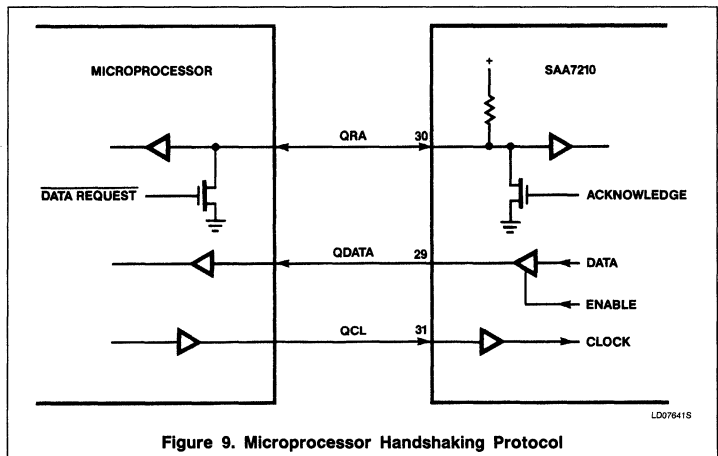 MICROPROCESSOR
SAA7210
+
QRA
30
DATA REQUEST
ACKNOWLEDGE
QDATA
29
DATA
ENABLE
QCL
31
CLOCK
LD07641S
Figure 9. Microprocessor Handshaking Protocol